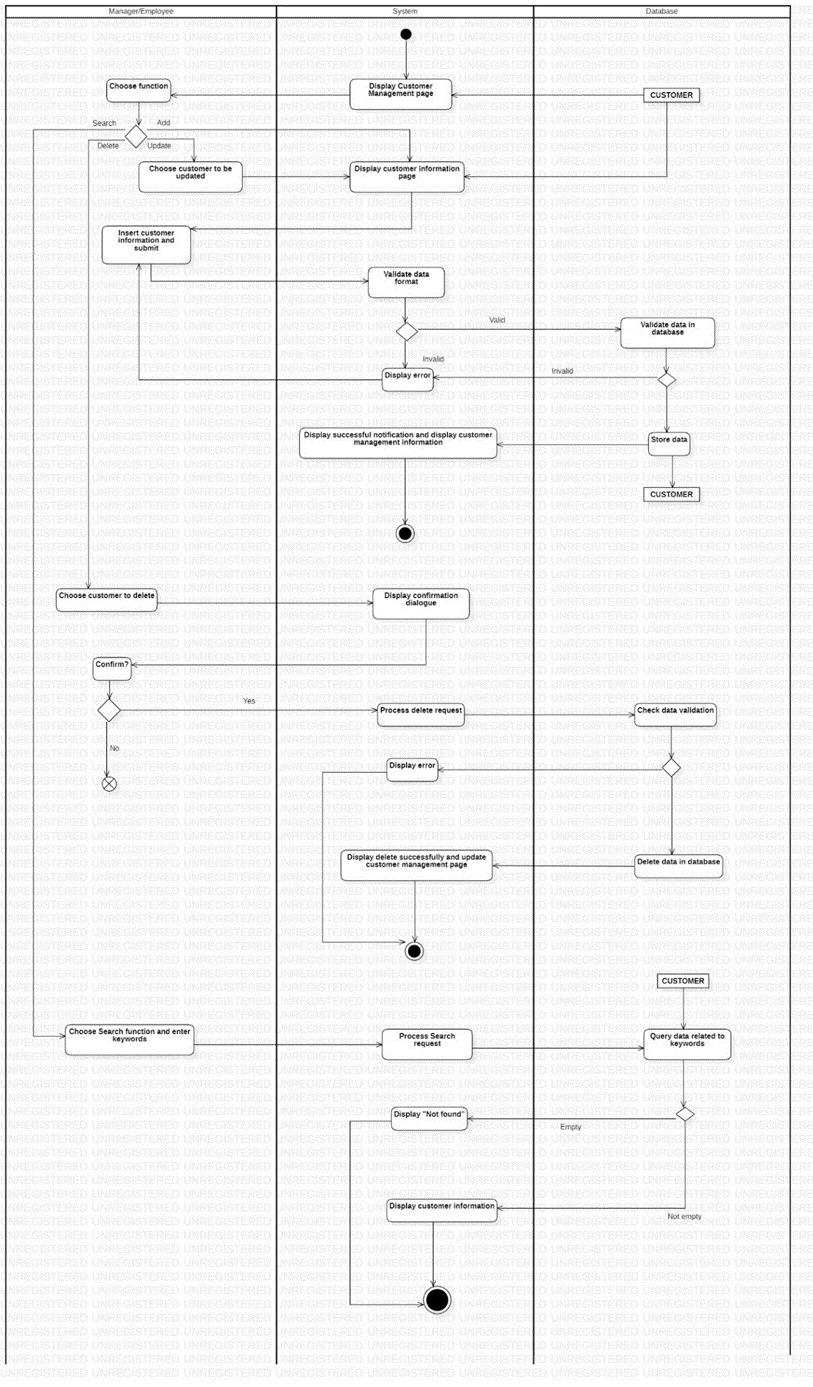 Manager/Employee
System
Database
Choose function
Display Customer
Management page
CUSTOMER
Search
Add
Delete
Update
Choose customer to be
updated
Display customer information
page
Insert customer
information and
submit
Validate data
format
Valid
Validate data in
database
Invalid
Display error
Invalid
Display successful notification and display customer
management information
Store data
CUSTOMER
Choose customer to delete
Display confirmation
dialogue
Confirm?
Yes
Process delete request
Check data validation
No
Display error
Display delete successfully and update
customer management page
Delete data in database
CUSTOMER
Choose Search function and enter
keywords
Process Search
request
Query data related to
keywords
Display "Not found"
Empty
Display customer information
Not empty
UNREGISTERED